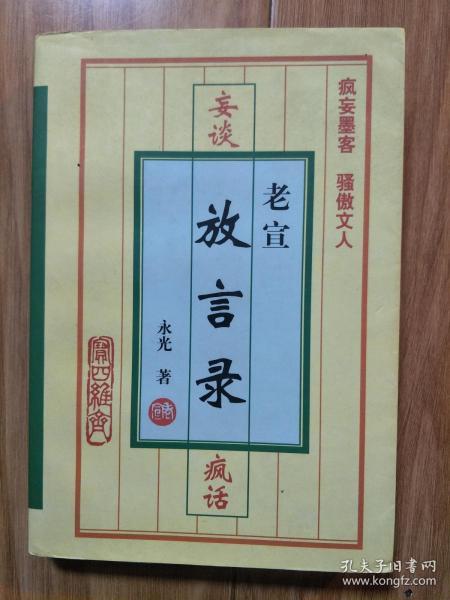 疯妄墨客 骚傲文人
妄谈
老宣
放言录
永光 著
疯话
孔夫子旧书网
www.kongfz.com